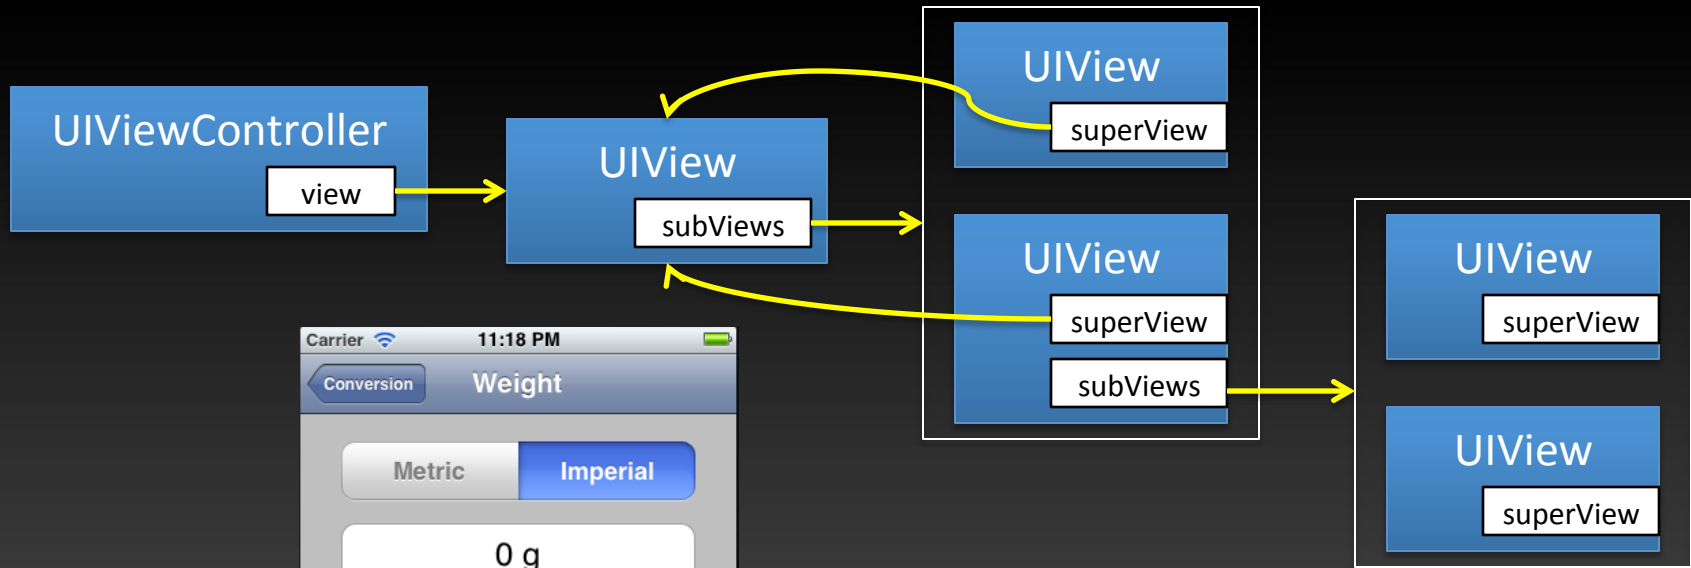 UIViewController
view
UIView
subViews
UIView
superView
UIView
superView
subViews
UIView
superView
UIView
superView
Carrier
11:18 PM
Conversion
Weight
Metric
Imperial
0 g